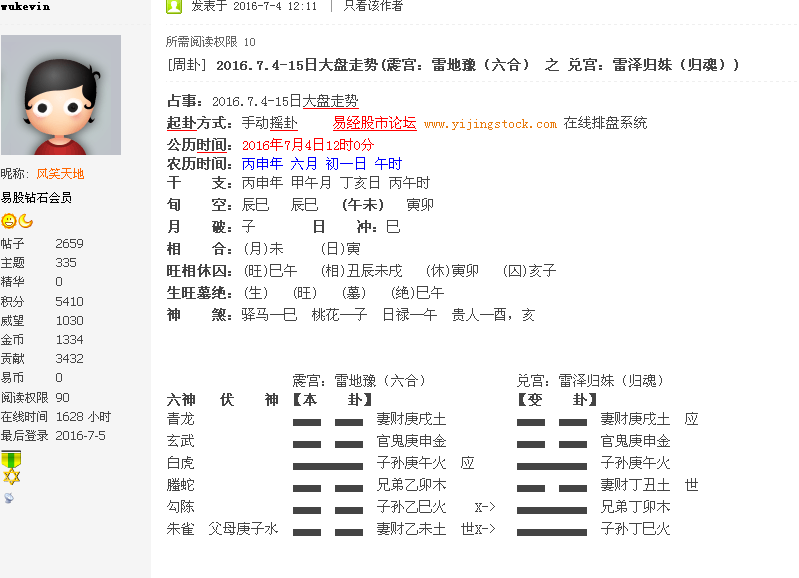 wukevin
发表于 2016-7-4 12:11 | 只看该作者
所需阅读权限 10
[周卦] 2016.7.4-15日大盘走势(震宫：雷地豫（六合） 之 兑宫：雷泽归妹（归魂）)
占事：2016.7.4-15日大盘走势
起卦方式：手动摇卦 易经股市论坛 www.yijingstock.com 在线排盘系统
公历时间：2016年7月4日12时0分
农历时间：丙申年 六月 初一日 午时
干 支：丙申年 甲午月 丁亥日 丙午时
旬 空：辰巳 辰巳 (午未) 寅卯
月 破：子 日 冲：巳
相 合：(月)未 (日)寅
旺相休囚：(旺)巳午 (相)丑辰未戌 (休)寅卯 (囚)亥子
生旺墓绝：(生) (旺) (墓) (绝)巳午
神 煞：驿马—巳 桃花—子 日禄—午 贵人—酉，亥
震宫：雷地豫（六合） 兑宫：雷泽归妹（归魂）
六神 伏 神 【本 卦】 【变 卦】
青龙 妻财庚戌土 妻财庚戌土 应
玄武 官鬼庚申金 官鬼庚申金
白虎 子孙庚午火 应 子孙庚午火
螣蛇 兄弟乙卯木 妻财丁丑土 世
勾陈 子孙乙巳火 X-> 兄弟丁卯木
朱雀 父母庚子水 妻财乙未土 世X-> 子孙丁巳火
昵称: 风笑天地
易股钻石会员
帖子 2659
主题 335
精华 0
积分 5410
威望 1030
金币 1334
贡献 3432
易币 0
阅读权限 90
在线时间 1628 小时
最后登录 2016-7-5